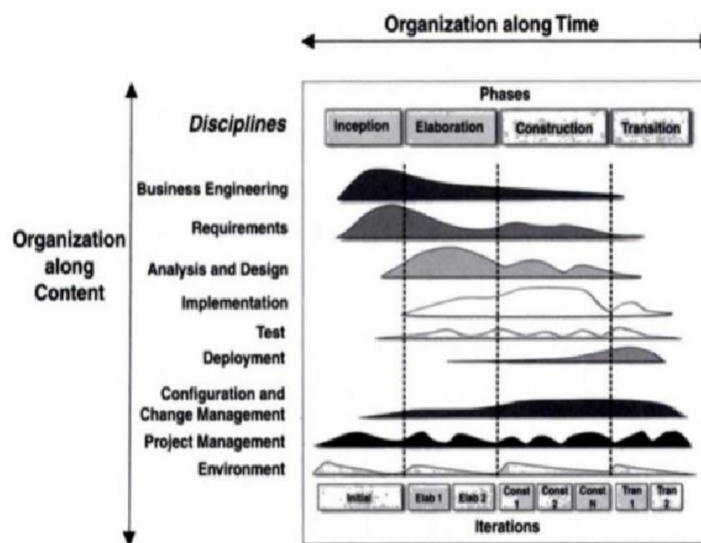 Organization along Time
Phases
Disciplines
Inception
Elaboration
Construction
Transition
Business Engineering
Requirements
Organization
along
Content
Analysis and Design
Implementation
Test
Deployment
Configuration and
Change Management
Project Management
Environment
Initial
Elab 1
Elab 2
Const
1
Const
2
Const
N
Tran
1
Tran
2
Iterations